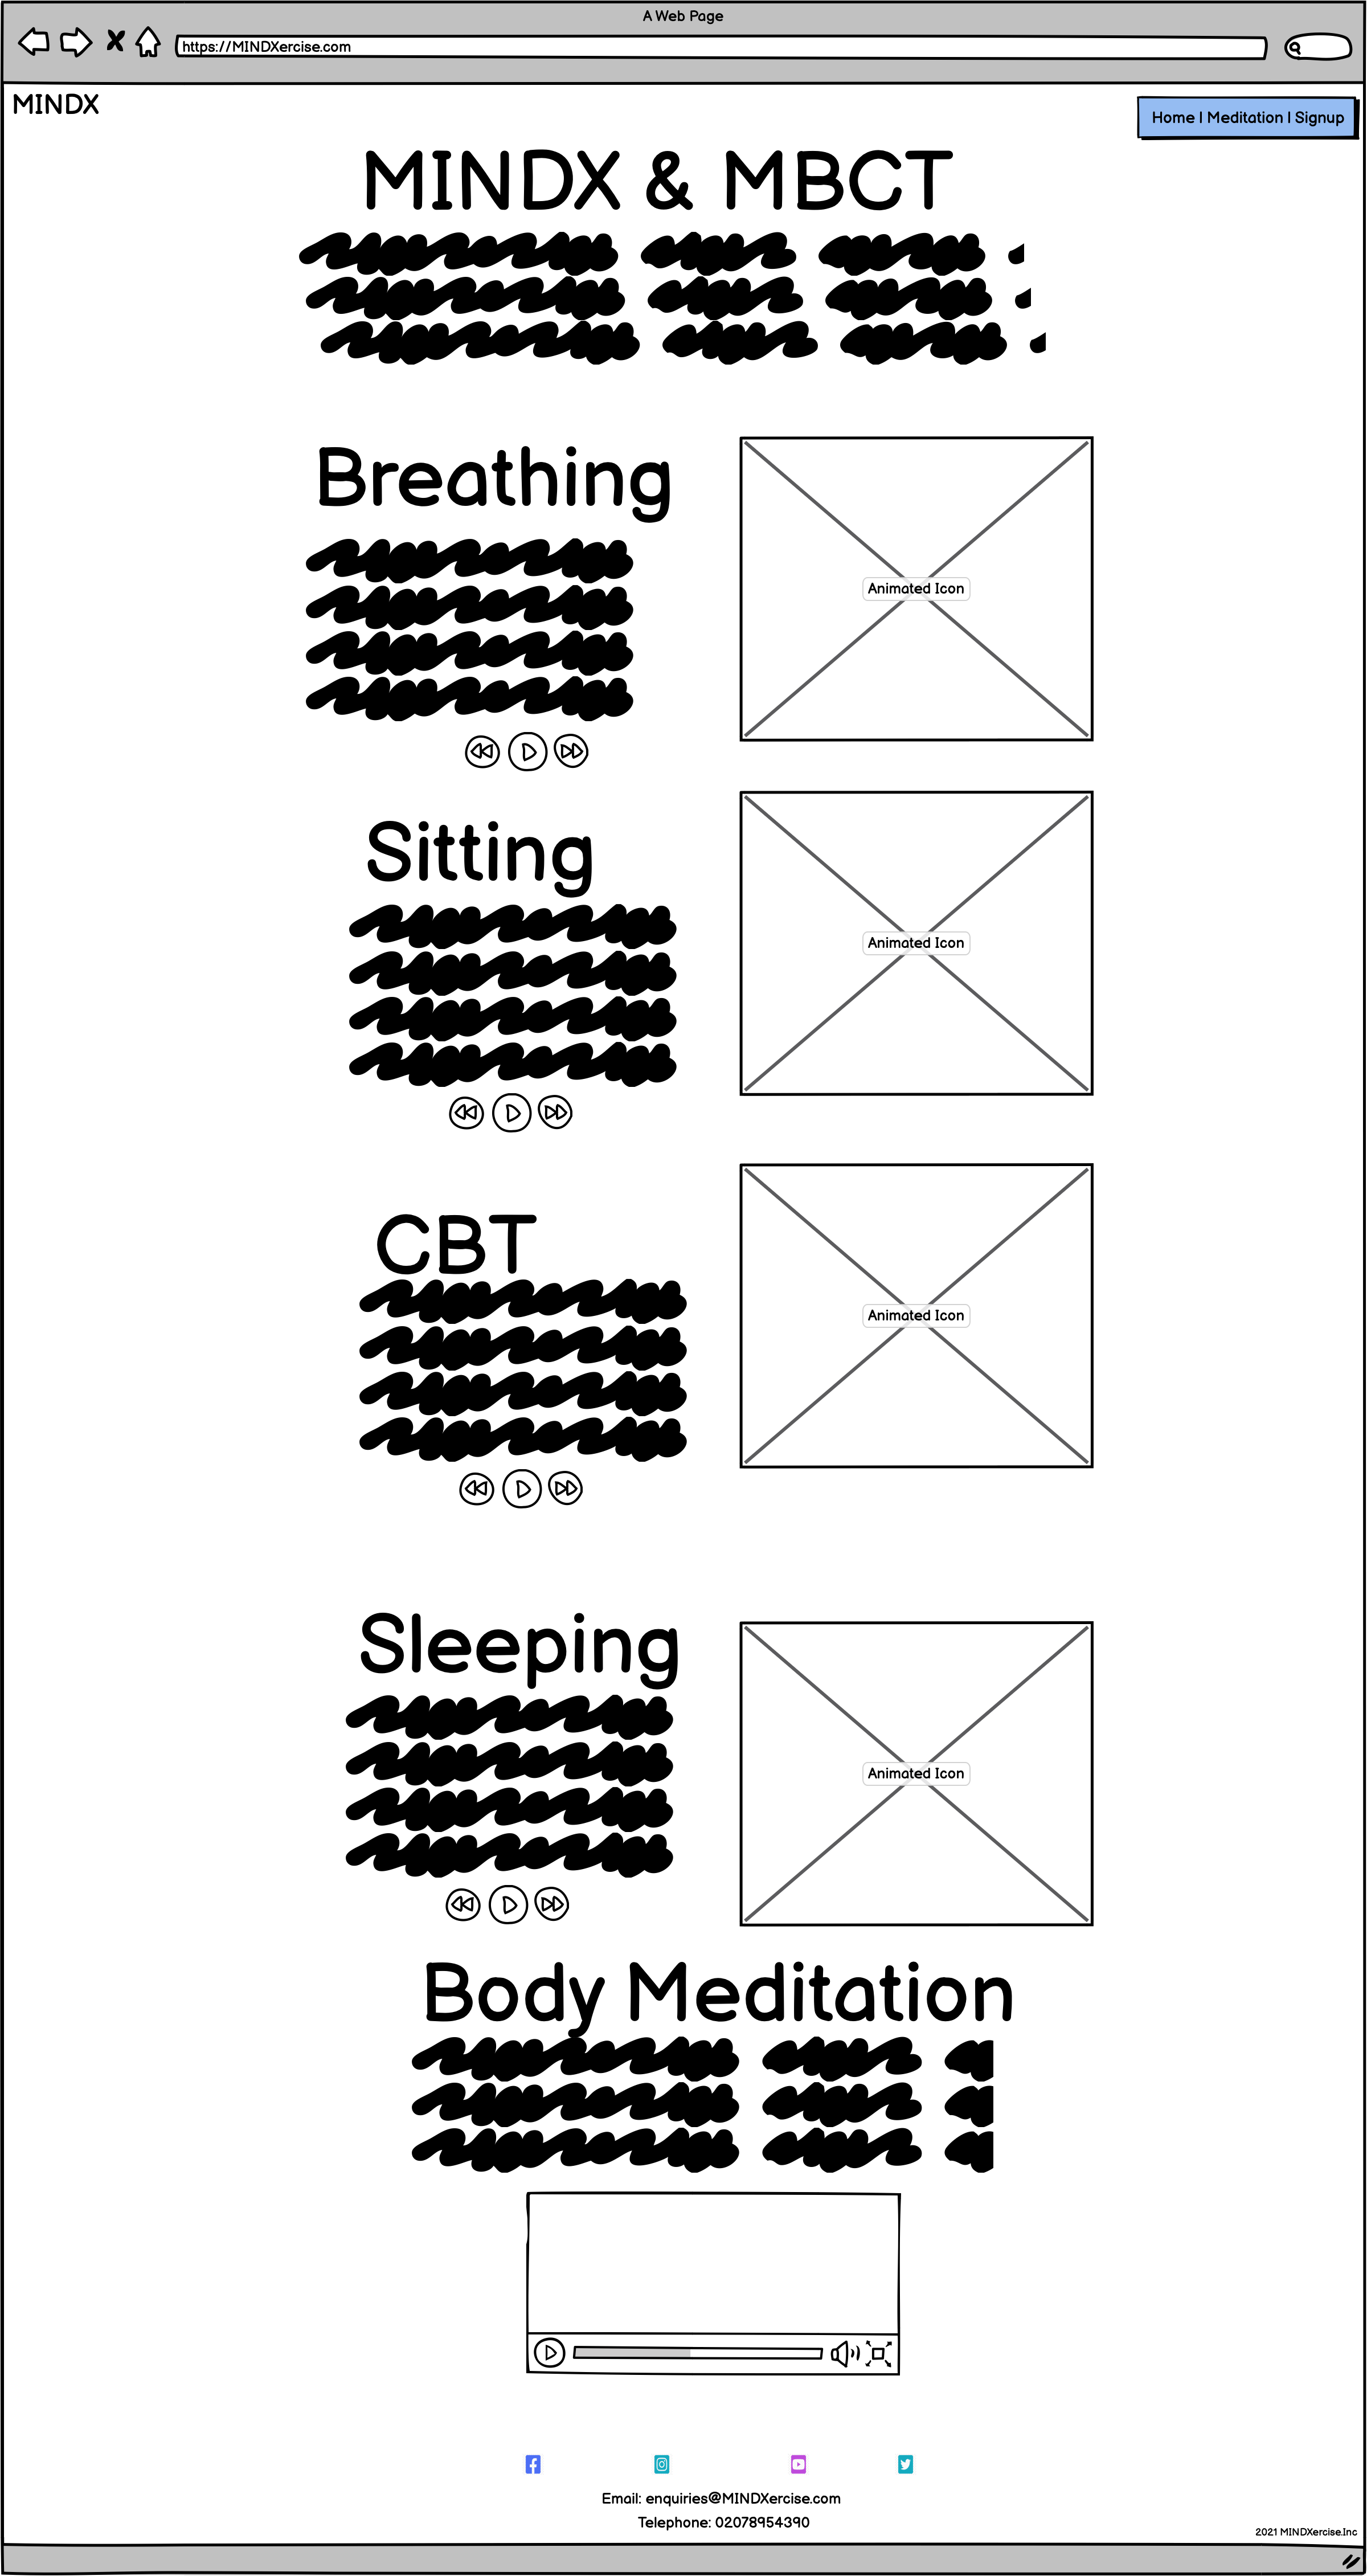 A Web Page
https://MINDXercise.com
MINDX
Home | Meditation | Signup
MINDX & MBCT
Breathing
Animated Icon
Sitting
Animated Icon
CBT
Animated Icon
Sleeping
Animated Icon
Body Meditation
Email: enquiries@MINDXercise.com
Telephone: 02078954390
2021 MINDXercise.Inc